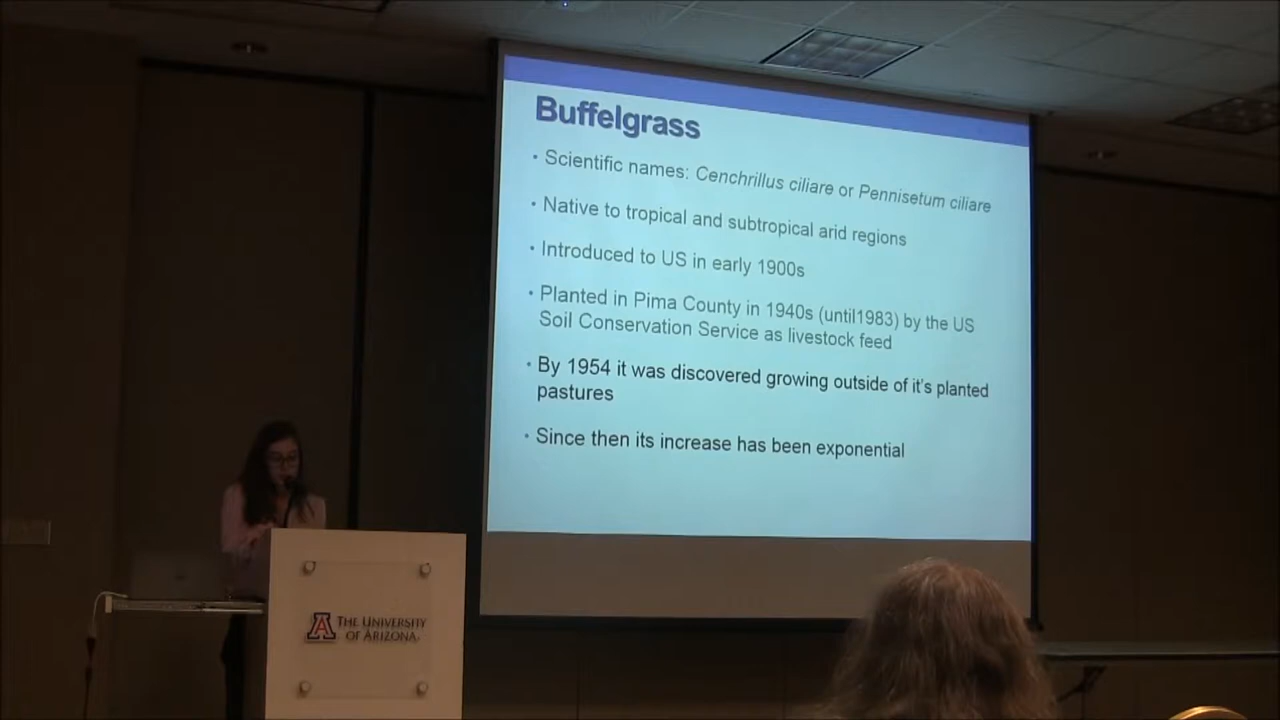 Buffelgrass
• Scientific names: Cenchrillus ciliare or Pennisetum ciliare
• Native to tropical and subtropical arid regions
• Introduced to US in early 1900s
• Planted in Pima County in 1940s (until1983) by the US
Soil Conservation Service as livestock feed
• By 1954 it was discovered growing outside of it's planted
pastures
• Since then its increase has been exponential
A THE UNIVERSITY
OF ARIZONA.